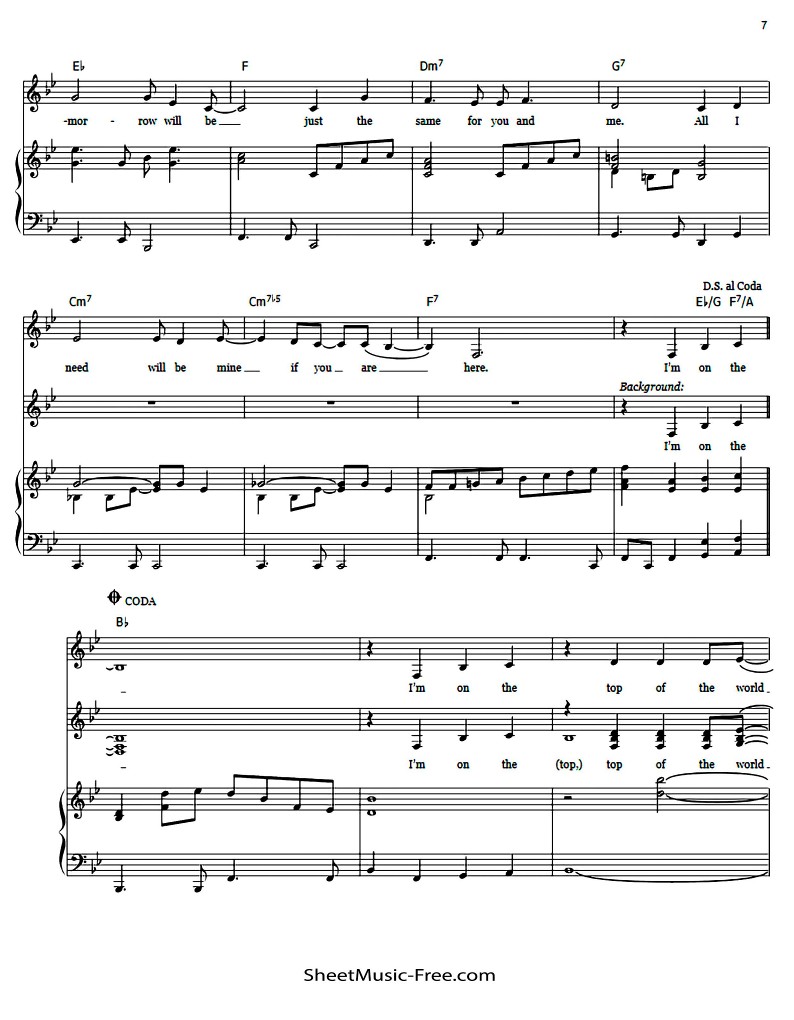 7
E♭ F Dm7 G7
-mor - row will be just the same for you and me. All I
D.S. al Coda
Cm7 Cm7♭5 F7 E♭/G F7/A
need will be mine if you are here. I'm on the
Background:
I'm on the
CODA
B♭
I'm on the top of the world
I'm on the (top,) top of the world
SheetMusic-Free.com